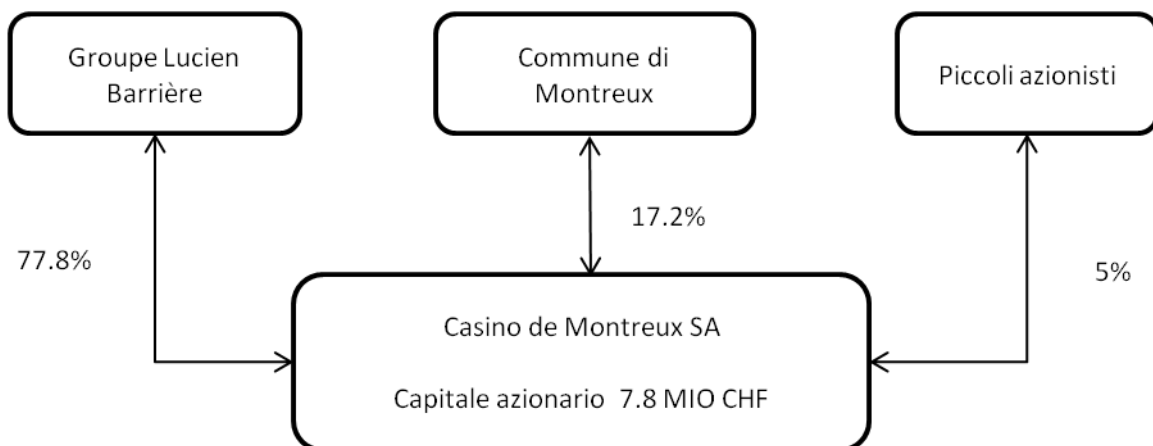 Groupe Lucien
Barrière
Commune di
Montreux
Piccoli azionisti
77.8%
17.2%
5%
Casino de Montreux SA
Capitale azionario 7.8 MIO CHF